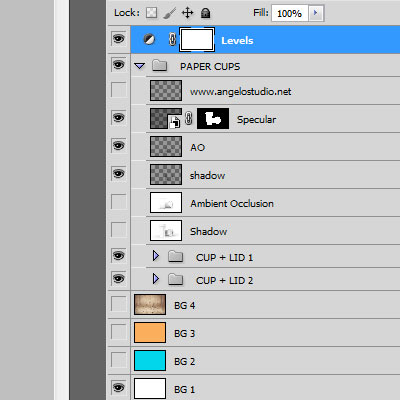 Lock: Fill: 100%
Levels
PAPER CUPS
www.angelostudio.net
Specular
AO
shadow
Ambient Occlusion
Shadow
CUP + LID 1
CUP + LID 2
BG 4
BG 3
BG 2
BG 1